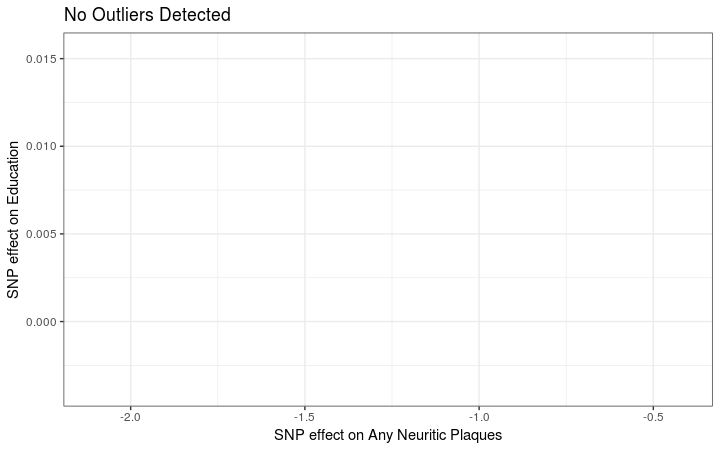 No Outliers Detected
SNP effect on Education
0.015
0.010
0.005
0.000
-2.0
-1.5
-1.0
-0.5
SNP effect on Any Neuritic Plaques